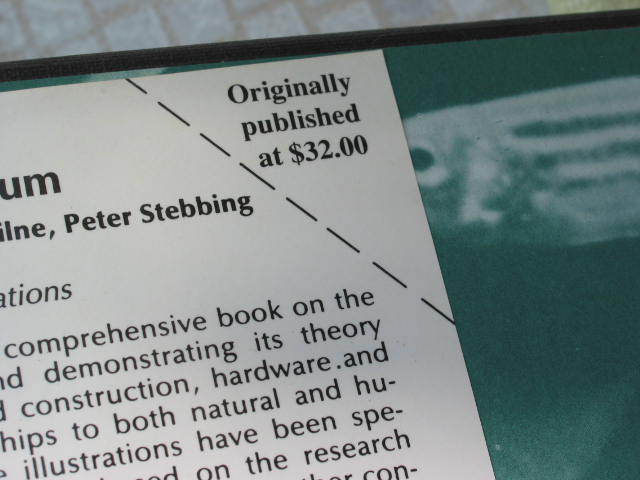 Originally
published
at $32.00
um
ilne, Peter Stebbing
ations
comprehensive book on the
nd demonstrating its theory
d construction, hardware.and
hips to both natural and hu-
e illustrations have been spe-
on the research
con-